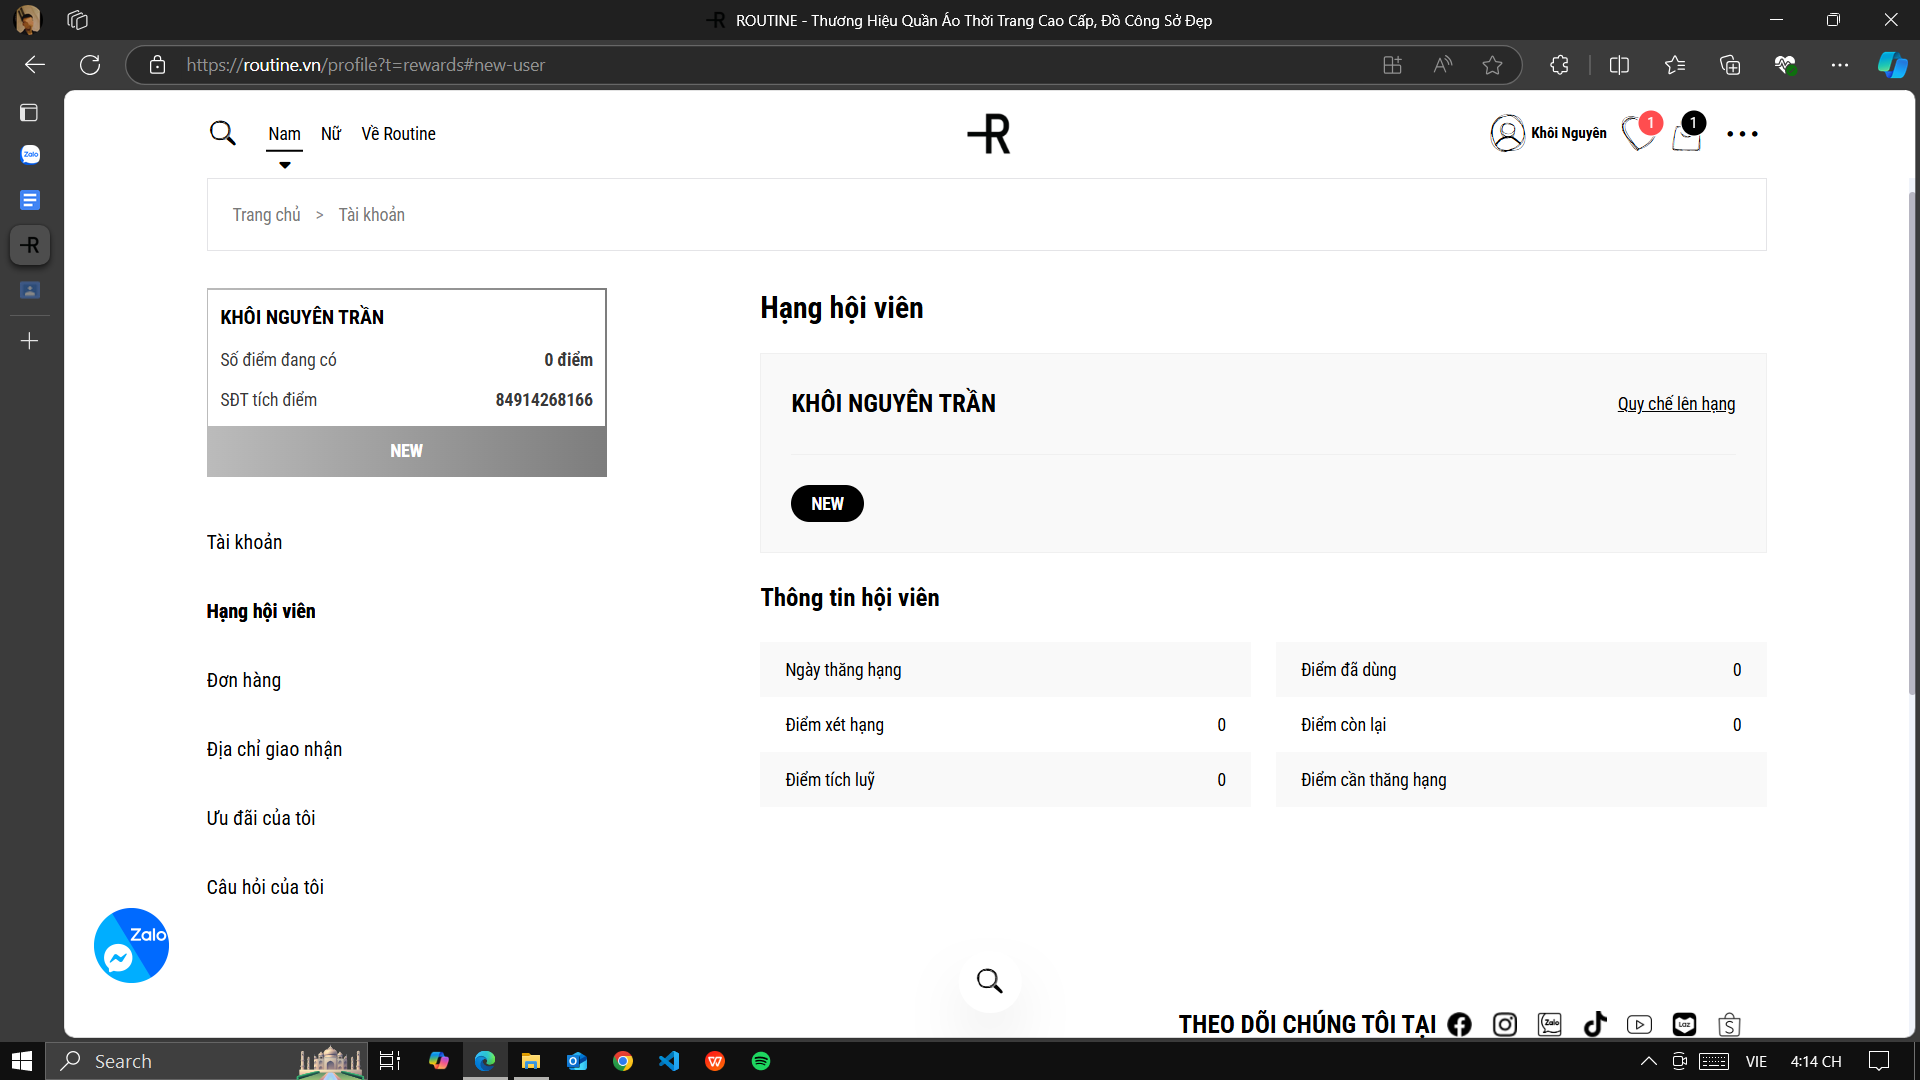 ROUTINE - Thương Hiệu Quần Áo Thời Trang Cao Cấp, Đồ Công Sở Đẹp
https://routine.vn/profile?t=rewards#new-user
Nam Nữ Về Routine
R
Khôi Nguyên 1 1
Trang chủ > Tài khoản
KHÔI NGUYÊN TRẦN
Số điểm đang có 0 điểm
SĐT tích điểm 84914268166
NEW
Tài khoản
Hạng hội viên
Đơn hàng
Địa chỉ giao nhận
Ưu đãi của tôi
Câu hỏi của tôi
Hạng hội viên
KHÔI NGUYÊN TRẦN
Quy chế lên hạng
NEW
Thông tin hội viên
Ngày thăng hạng
Điểm đã dùng 0
Điểm xét hạng 0
Điểm còn lại 0
Điểm tích luỹ 0
Điểm cần thăng hạng
Zalo
THEO DÕI CHÚNG TÔI TẠI
Search
VIE
4:14 CH